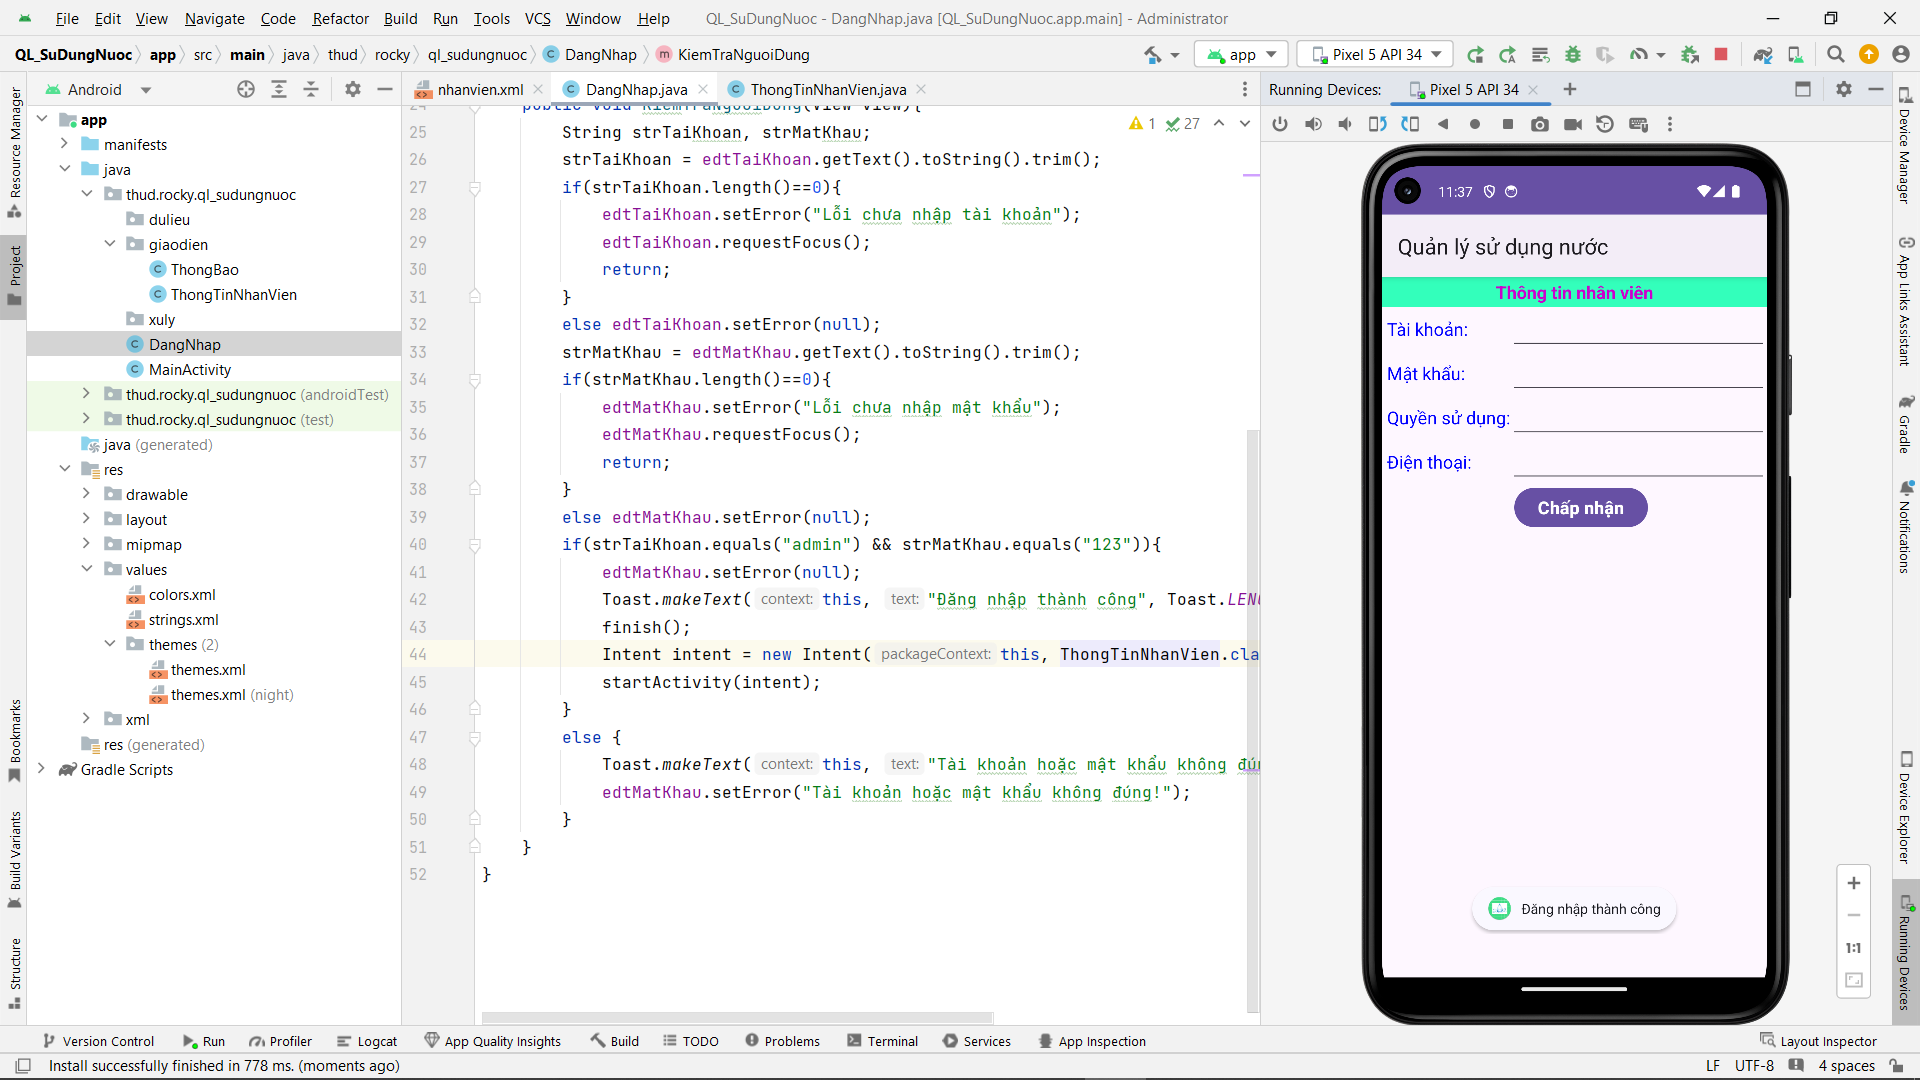 File Edit View Navigate Code Refactor Build Run Tools VCS Window Help QL_SuDungNuoc - DangNhap.java [QL_SuDungNuoc.app.main] - Administrator
QL_SuDungNuoc app src main java thud rocky ql_sudungnuoc C DangNhap m KiemTraNguoiDung app Pixel 5 API 34
Android
nhanvien.xml DangNhap.java ThongTinNhanVien.java
Running Devices: Pixel 5 API 34
Resource Manager
Project
Bookmarks
Build Variants
Structure
app
manifests
java
thud.rocky.ql_sudungnuoc
dulieu
giaodien
ThongBao
ThongTinNhanVien
xuly
DangNhap
MainActivity
thud.rocky.ql_sudungnuoc (androidTest)
thud.rocky.ql_sudungnuoc (test)
java (generated)
res
drawable
layout
mipmap
values
colors.xml
strings.xml
themes (2)
themes.xml
themes.xml (night)
xml
res (generated)
Gradle Scripts
1 27
24 public void KiemTraNguoiDung(View view){
25 String strTaiKhoan, strMatKhau;
26 strTaiKhoan = edtTaiKhoan.getText().toString().trim();
27 if(strTaiKhoan.length()==0){
28 edtTaiKhoan.setError("Lỗi chưa nhập tài khoản");
29 edtTaiKhoan.requestFocus();
30 return;
31 }
32 else edtTaiKhoan.setError(null);
33 strMatKhau = edtMatKhau.getText().toString().trim();
34 if(strMatKhau.length()==0){
35 edtMatKhau.setError("Lỗi chưa nhập mật khẩu");
36 edtMatKhau.requestFocus();
37 return;
38 }
39 else edtMatKhau.setError(null);
40 if(strTaiKhoan.equals("admin") && strMatKhau.equals("123")){
41 edtMatKhau.setError(null);
42 Toast.makeText( context: this, text: "Đăng nhập thành công", Toast.LENG
43 finish();
44 Intent intent = new Intent( packageContext: this, ThongTinNhanVien.cla
45 startActivity(intent);
46 }
47 else {
48 Toast.makeText( context: this, text: "Tài khoản hoặc mật khẩu không đún
49 edtMatKhau.setError("Tài khoản hoặc mật khẩu không đúng!");
50 }
51 }
52 }
11:37
Quản lý sử dụng nước
Thông tin nhân viên
Tài khoản:
Mật khẩu:
Quyền sử dụng:
Điện thoại:
Chấp nhận
Đăng nhập thành công
1:1
Device Manager
App Links Assistant
Gradle
Notifications
Device Explorer
Running Devices
Version Control Run Profiler Logcat App Quality Insights Build TODO Problems Terminal Services App Inspection Layout Inspector
Install successfully finished in 778 ms. (moments ago) LF UTF-8 4 spaces